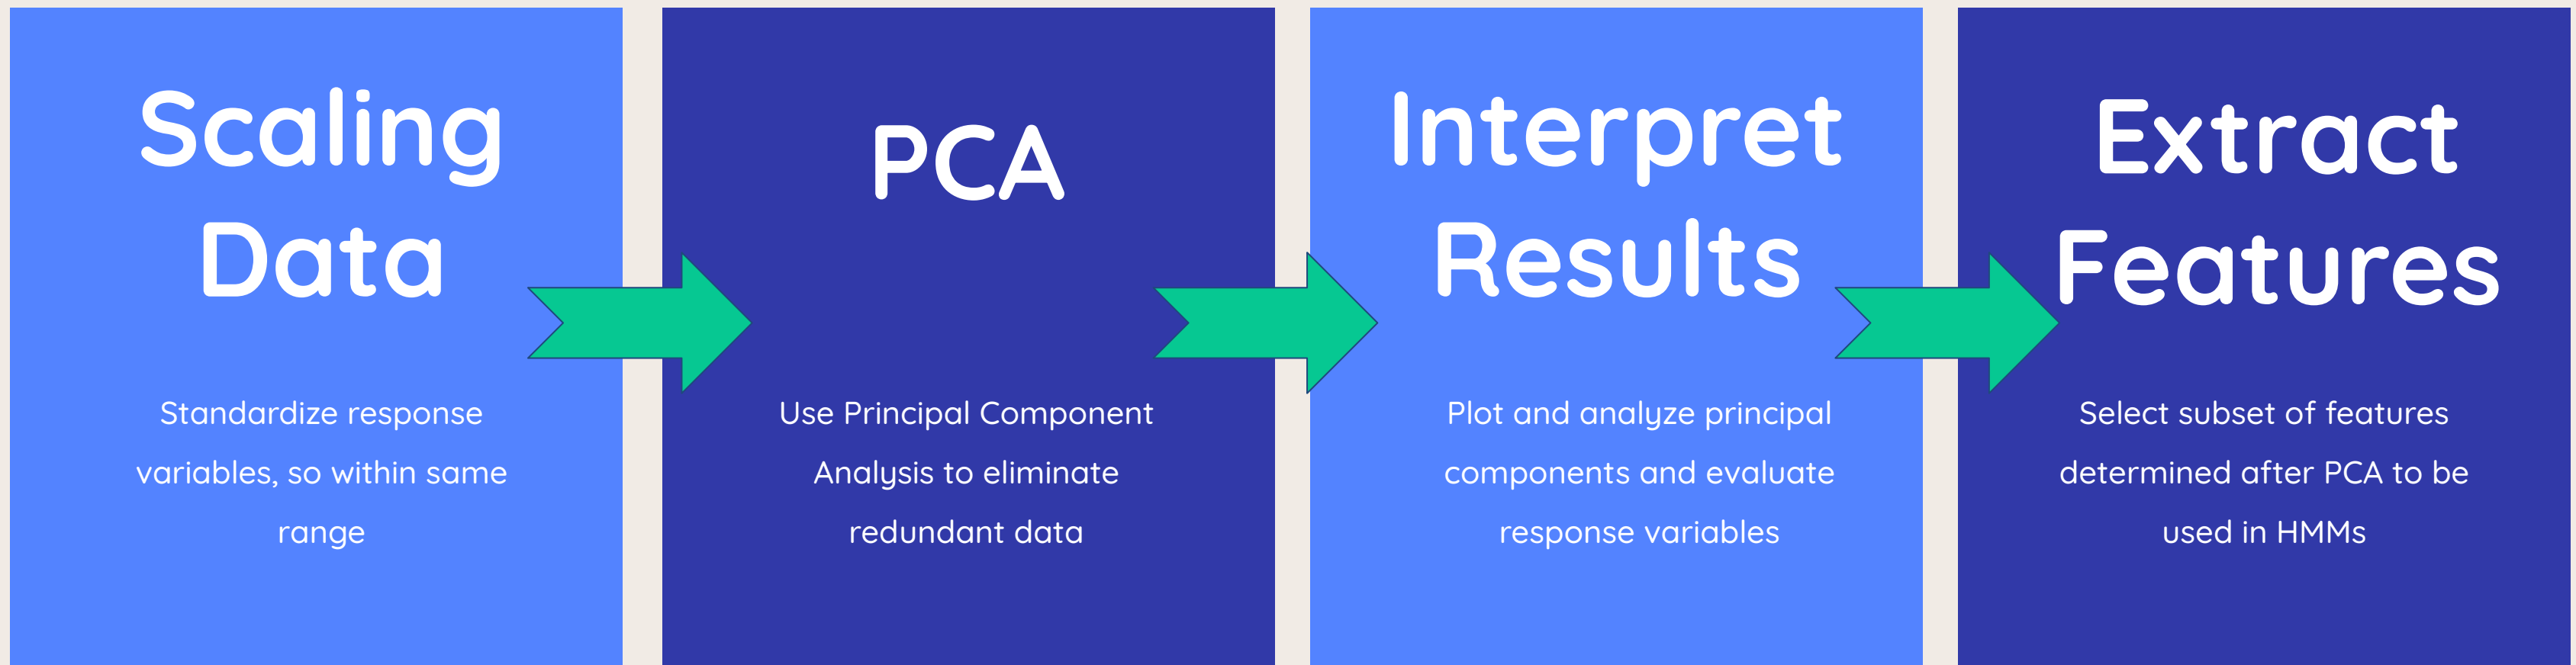 Scaling
Data
Standardize response
variables, so within same
range
PCA
Use Principal Component
Analysis to eliminate
redundant data
Interpret
Results
Plot and analyze principal
components and evaluate
response variables
Extract
Features
Select subset of features
determined after PCA to be
used in HMMs